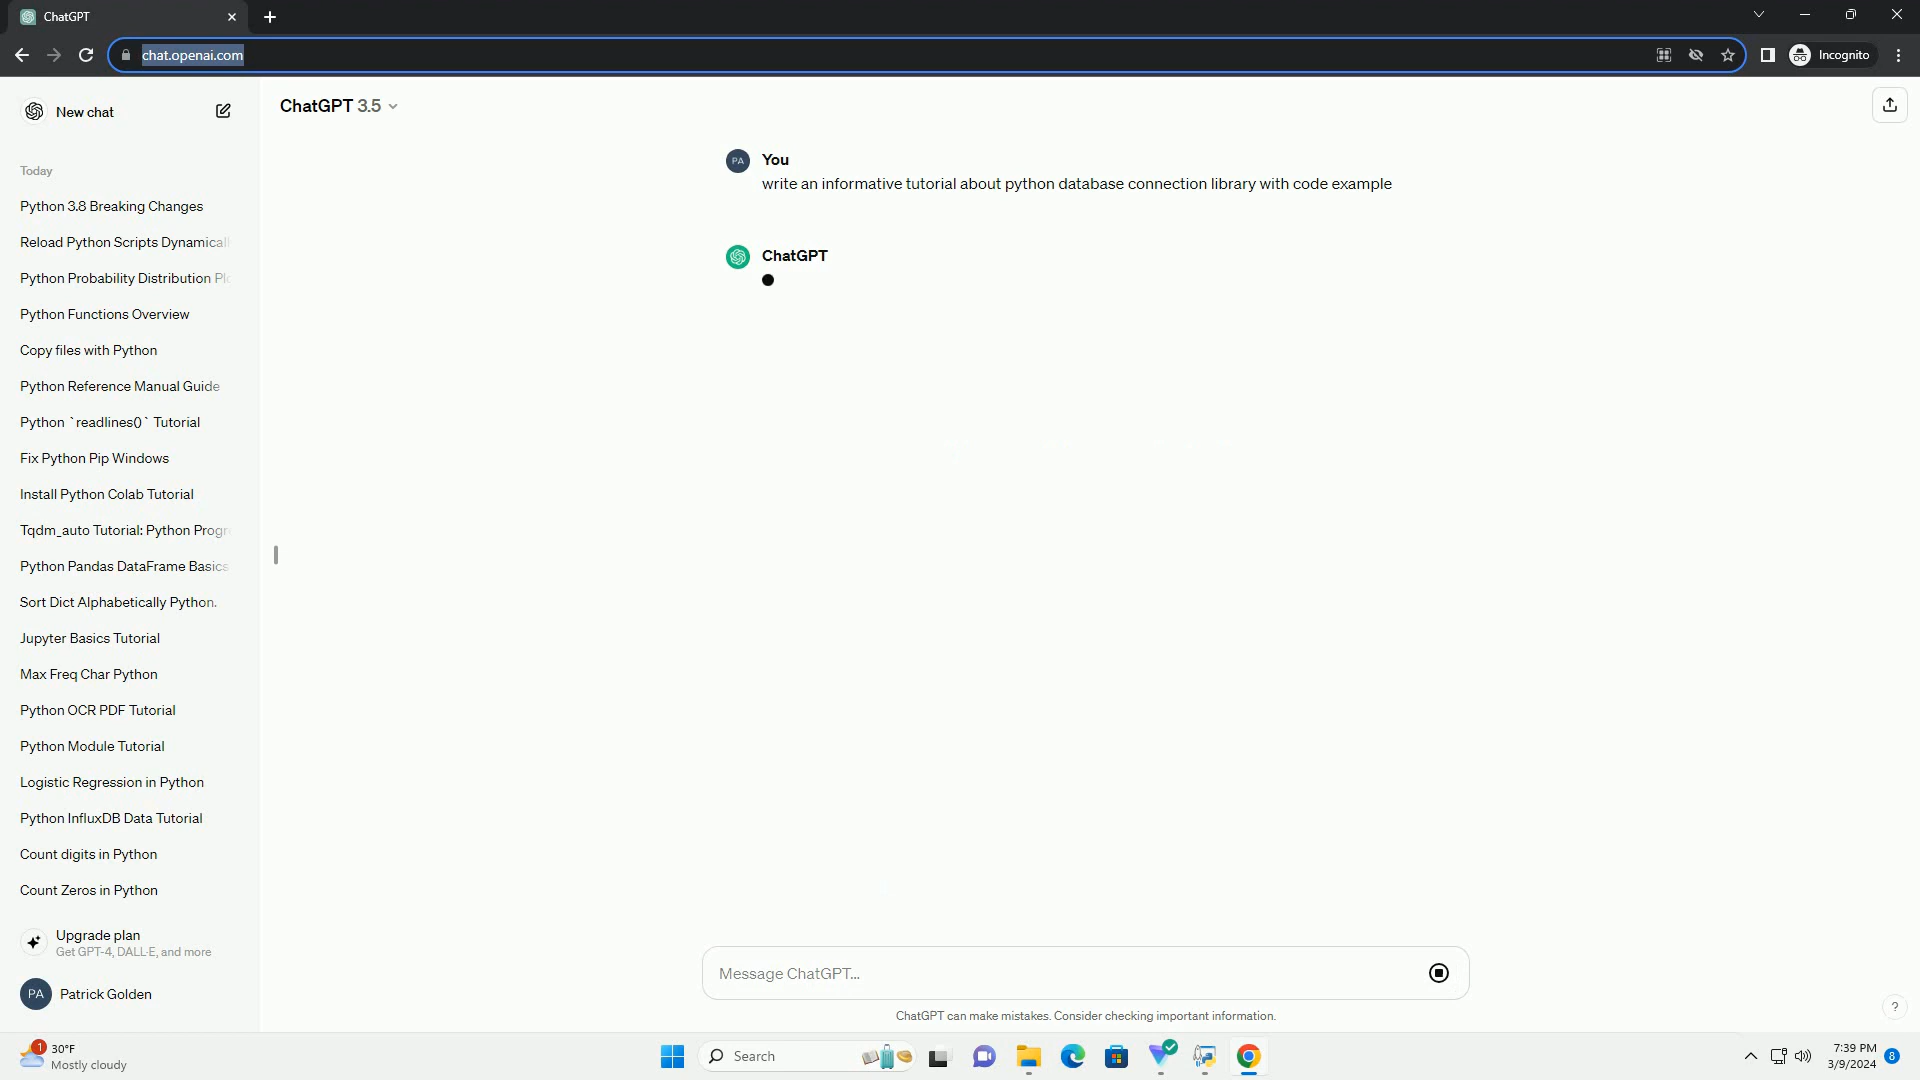 ChatGPT
chat.openai.com
Incognito
New chat
ChatGPT 3.5
Today
Python 3.8 Breaking Changes
Reload Python Scripts Dynamicall
Python Probability Distribution Plo
Python Functions Overview
Copy files with Python
Python Reference Manual Guide
Python `readlines()` Tutorial
Fix Python Pip Windows
Install Python Colab Tutorial
Tqdm_auto Tutorial: Python Progre
Python Pandas DataFrame Basics
Sort Dict Alphabetically Python.
Jupyter Basics Tutorial
Max Freq Char Python
Python OCR PDF Tutorial
Python Module Tutorial
Logistic Regression in Python
Python InfluxDB Data Tutorial
Count digits in Python
Count Zeros in Python
Upgrade plan
Get GPT-4, DALL·E, and more
PA Patrick Golden
PA You
write an informative tutorial about python database connection library with code example
ChatGPT
Message ChatGPT...
ChatGPT can make mistakes. Consider checking important information.
?
1
30°F
Mostly cloudy
Search
7:39 PM
3/9/2024
8